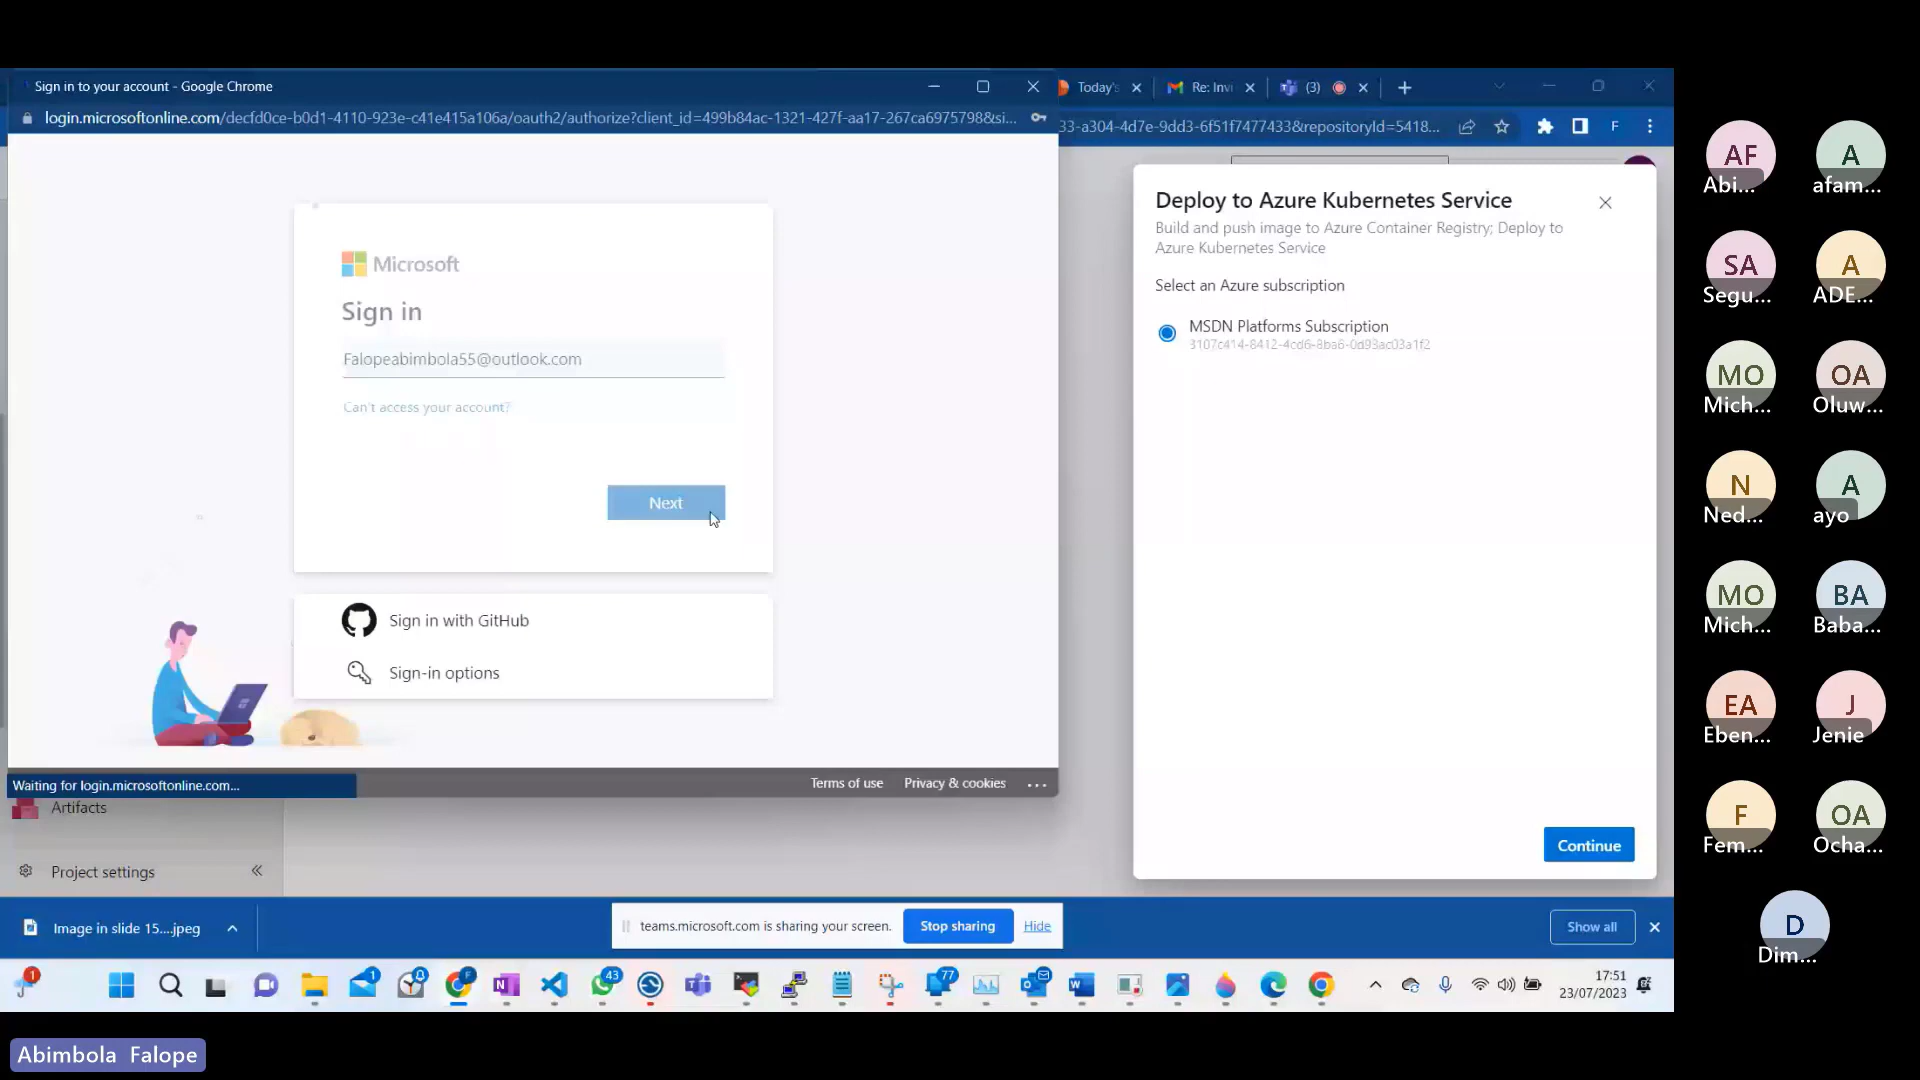 Sign in to your account - Google Chrome
Today's
Re: Invi
(3)
login.microsoftonline.com/decfd0ce-b0d1-4110-923e-c41e415a106a/oauth2/authorize?client_id=499b84ac-1321-427f-aa17-267ca6975798&si...
33-a304-4d7e-9dd3-6f51f7477433&repositoryId=5418...
F
Microsoft
Sign in
Falopeabimbola55@outlook.com
Can't access your account?
Next
Sign in with GitHub
Sign-in options
Waiting for login.microsoftonline.com...
Terms of use
Privacy & cookies
...
Deploy to Azure Kubernetes Service
Build and push image to Azure Container Registry; Deploy to
Azure Kubernetes Service
Select an Azure subscription
MSDN Platforms Subscription
3107c414-8412-4cd6-8ba6-0d93ac03a1f2
Continue
Artifacts
Project settings
Image in slide 15....jpeg
teams.microsoft.com is sharing your screen.
Stop sharing
Hide
Show all
1
1
F
N
43
77
W
17:51
23/07/2023
AF
Abi...
A
afam...
SA
Segu...
A
ADE...
MO
Mich...
OA
Oluw...
N
Ned...
A
ayo
MO
Mich...
BA
Baba...
EA
Eben...
J
Jenie
F
Fem...
OA
Ocha...
D
Dim...
Abimbola Falope